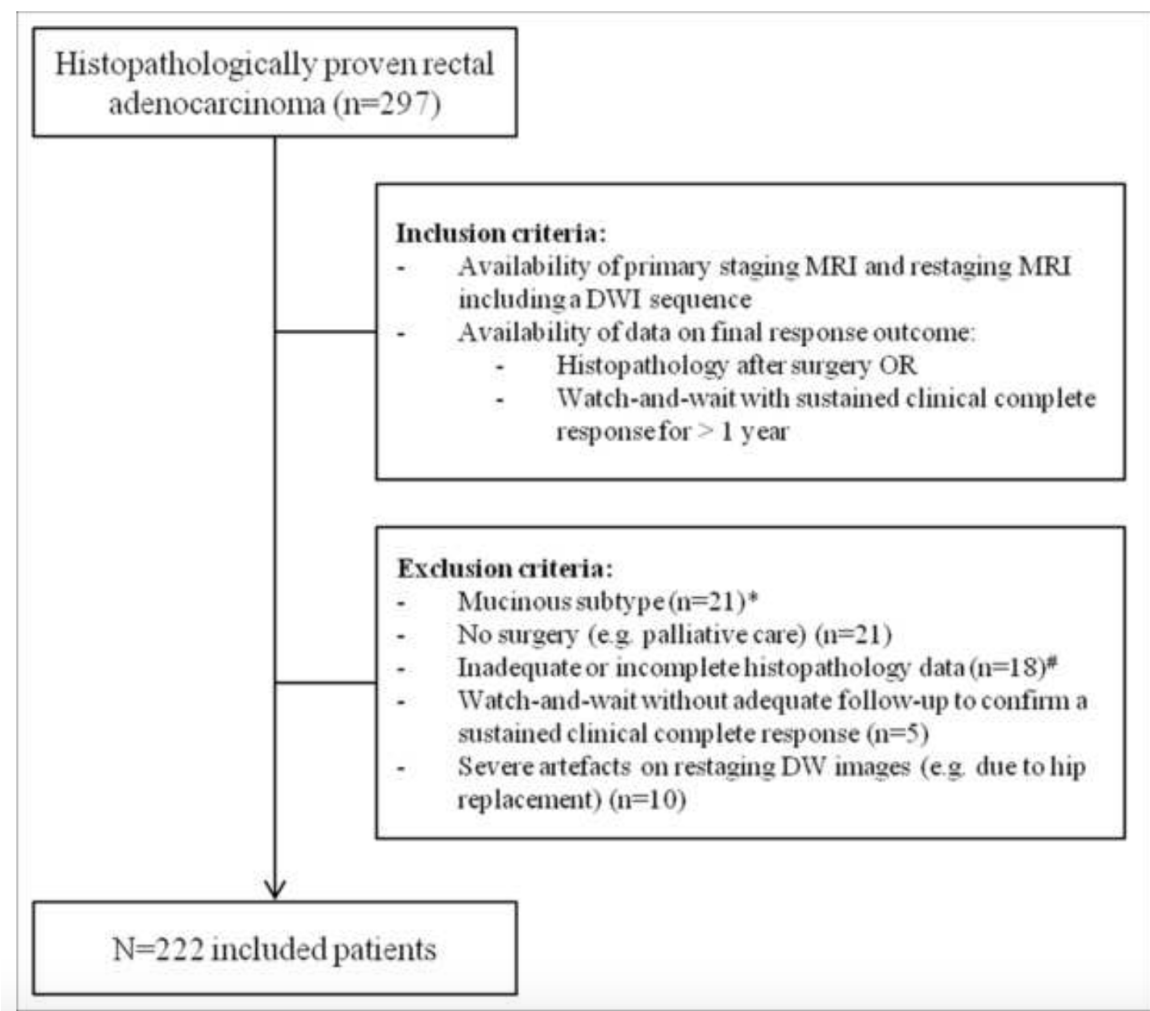 Histopathologically proven rectal
adenocarcinoma (n=297)
Inclusion criteria:
- Availability of primary staging MRI and restaging MRI
including a DWI sequence
- Availability of data on final response outcome:
- Histopathology after surgery OR
- Watch-and-wait with sustained clinical complete
response for > 1 year
Exclusion criteria:
- Mucinous subtype (n=21)*
- No surgery (e.g. palliative care) (n=21)
- Inadequate or incomplete histopathology data (n=18)#
- Watch-and-wait without adequate follow-up to confirm a
sustained clinical complete response (n=5)
- Severe artefacts on restaging DW images (e.g. due to hip
replacement) (n=10)
N=222 included patients